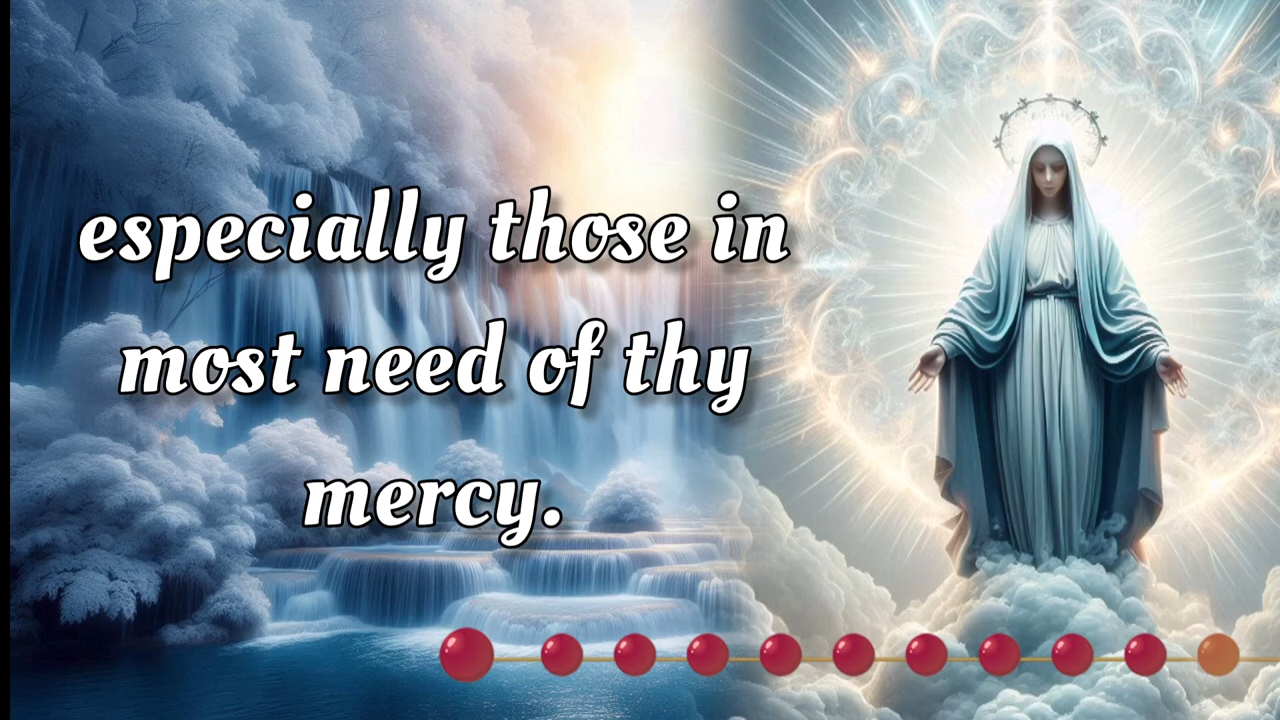 especially those in
most need of thy
mercy.